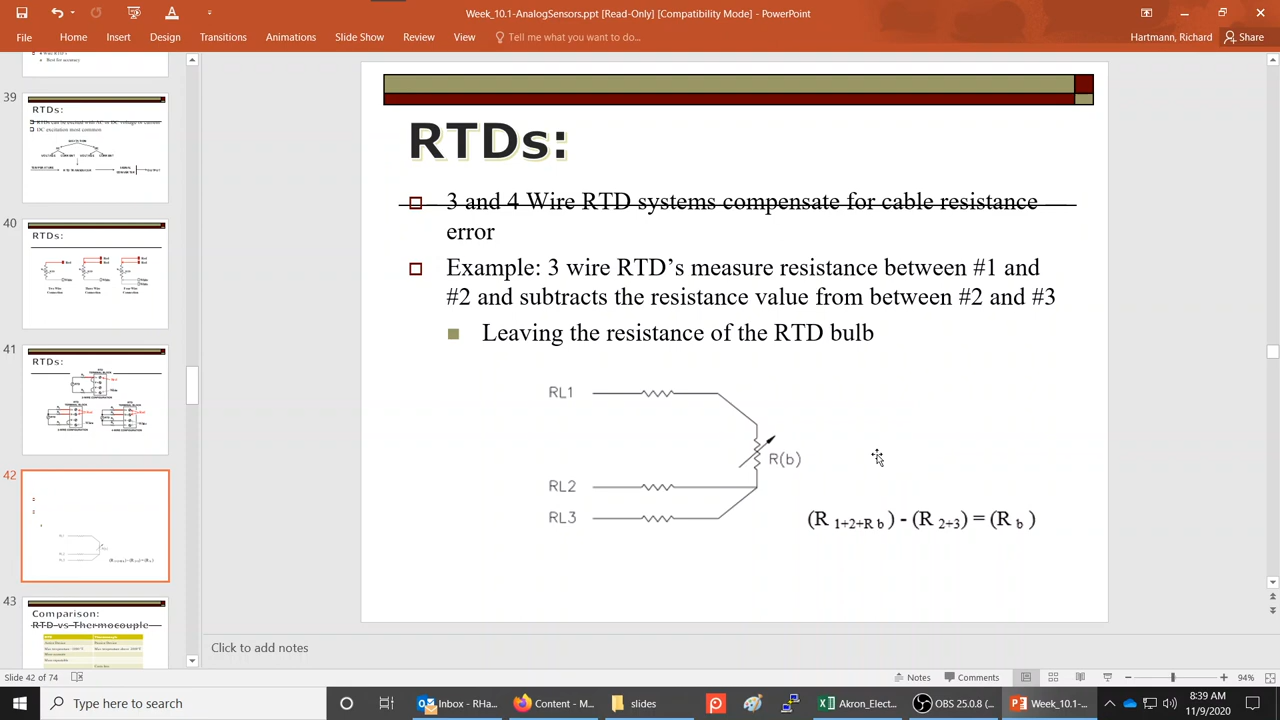 Week_10.1-AnalogSensors.ppt [Read-Only] [Compatibility Mode] - PowerPoint
File Home Insert Design Transitions Animations Slide Show Review View Tell me what you want to do... Hartmann, Richard Share
39
RTDs:
DC excitation most common
40
RTDs:
41
RTDs:
42
43
Comparison:
RTD vs Thermocouple
RTDs:
3 and 4 Wire RTD systems compensate for cable resistance
error
Example: 3 wire RTD's measure resistance between #1 and
#2 and subtracts the resistance value from between #2 and #3
Leaving the resistance of the RTD bulb
RL1
R(b)
RL2
RL3
(R 1+2+R b ) - (R 2+3) = (R b )
Click to add notes
Slide 42 of 74 Notes Comments 94%
Type here to search Inbox - RHa... Content - M... slides Akron_Elect... OBS 25.0.8 (... Week_10.1-... 8:39 AM
11/9/2020